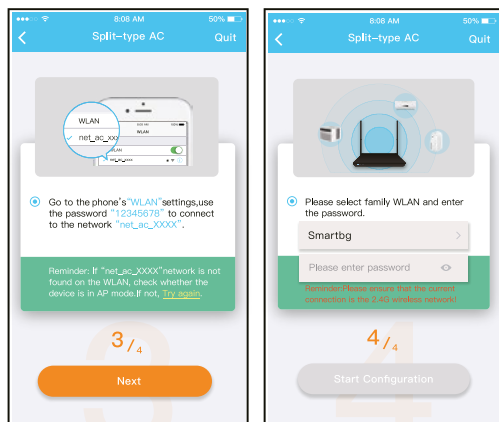 8:08 AM
50%
Split-type AC
Quit
WLAN
net_ac_xxx
WLAN
WLAN
net_ac_xxx
Go to the phone's"WLAN"settings,use
the password "12345678" to connect
to the network "net_ac_XXXX".
Reminder: If "net_ac_XXXX"network is not
found on the WLAN, check whether the
device is in AP mode.If not, Try again.
3/4
Next
8:08 AM
50%
Split-type AC
Quit
Please select family WLAN and enter
the password.
Smartbg
Please enter password
Reminder:Please ensure that the current
connection is the 2.4G wireless network!
4/4
Start Configuration